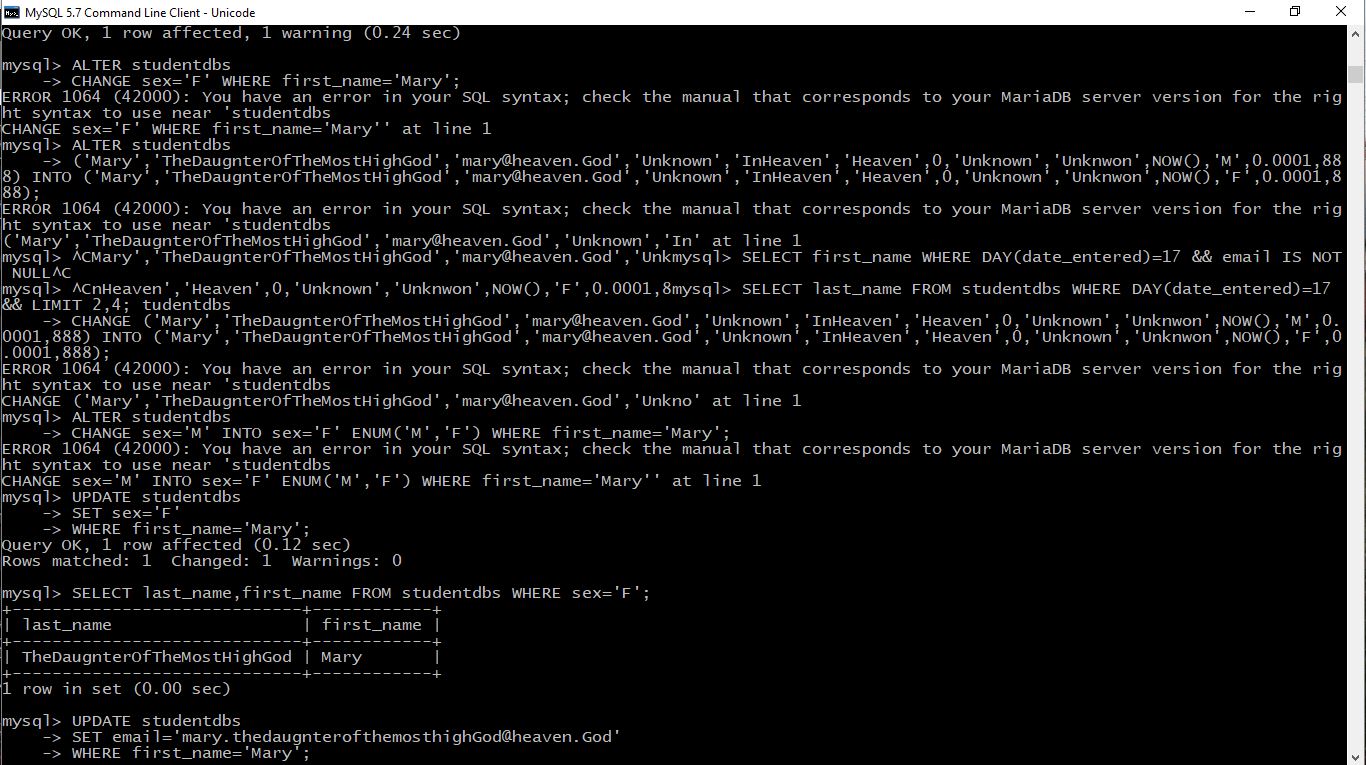 MySQL 5.7 Command Line Client - Unicode
Query OK, 1 row affected, 1 warning (0.24 sec)
mysql> ALTER studentdbs
    -> CHANGE sex='F' WHERE first_name='Mary';
ERROR 1064 (42000): You have an error in your SQL syntax; check the manual that corresponds to your MariaDB server version for the rig
ht syntax to use near 'studentdbs
CHANGE sex='F' WHERE first_name='Mary'' at line 1
mysql> ALTER studentdbs
    -> ('Mary','TheDaugnterOfTheMostHighGod','mary@heaven.God','Unknown','InHeaven','Heaven',0,'Unknown','Unknwon',NOW(),'M',0.0001,88
8) INTO ('Mary','TheDaugnterOfTheMostHighGod','mary@heaven.God','Unknown','InHeaven','Heaven',0,'Unknown','Unknwon',NOW(),'F',0.0001,8
88);
ERROR 1064 (42000): You have an error in your SQL syntax; check the manual that corresponds to your MariaDB server version for the rig
ht syntax to use near 'studentdbs
('Mary','TheDaugnterOfTheMostHighGod','mary@heaven.God','Unknown','In' at line 1
mysql> ^CMary','TheDaugnterOfTheMostHighGod','mary@heaven.God','Unkmysql> SELECT first_name WHERE DAY(date_entered)=17 && email IS NOT
 NULL^C
mysql> ^CnHeaven','Heaven',0,'Unknown','Unknwon',NOW(),'F',0.0001,8mysql> SELECT last_name FROM studentdbs WHERE DAY(date_entered)=17
&& LIMIT 2,4; tudentdbs
    -> CHANGE ('Mary','TheDaugnterOfTheMostHighGod','mary@heaven.God','Unknown','InHeaven','Heaven',0,'Unknown','Unknwon',NOW(),'M',0.
0001,888) INTO ('Mary','TheDaugnterOfTheMostHighGod','mary@heaven.God','Unknown','InHeaven','Heaven',0,'Unknown','Unknwon',NOW(),'F',0
.0001,888);
ERROR 1064 (42000): You have an error in your SQL syntax; check the manual that corresponds to your MariaDB server version for the rig
ht syntax to use near 'studentdbs
CHANGE ('Mary','TheDaugnterOfTheMostHighGod','mary@heaven.God','Unkno' at line 1
mysql> ALTER studentdbs
    -> CHANGE sex='M' INTO sex='F' ENUM('M','F') WHERE first_name='Mary';
ERROR 1064 (42000): You have an error in your SQL syntax; check the manual that corresponds to your MariaDB server version for the rig
ht syntax to use near 'studentdbs
CHANGE sex='M' INTO sex='F' ENUM('M','F') WHERE first_name='Mary'' at line 1
mysql> UPDATE studentdbs
    -> SET sex='F'
    -> WHERE first_name='Mary';
Query OK, 1 row affected (0.12 sec)
Rows matched: 1  Changed: 1  Warnings: 0
mysql> SELECT last_name,first_name FROM studentdbs WHERE sex='F';
+-----------------------------+------------+
| last_name                   | first_name |
+-----------------------------+------------+
| TheDaugnterOfTheMostHighGod | Mary       |
+-----------------------------+------------+
1 row in set (0.00 sec)
mysql> UPDATE studentdbs
    -> SET email='mary.thedaugnterofthemosthighGod@heaven.God'
    -> WHERE first_name='Mary';